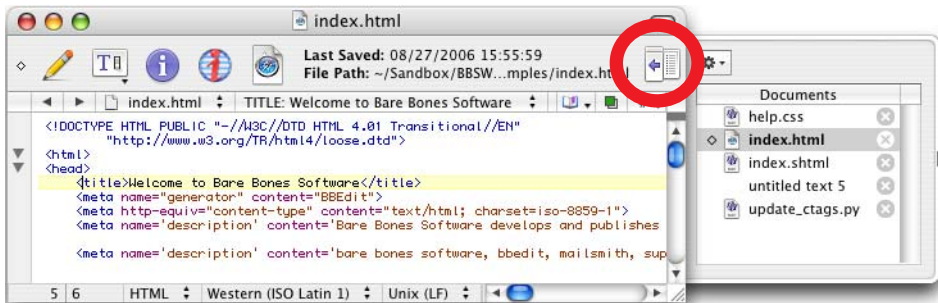 index.html
T
Last Saved: 08/27/2006 15:55:59
File Path: ~/Sandbox/BBSW...mples/index.html
index.html TITLE: Welcome to Bare Bones Software
<!DOCTYPE HTML PUBLIC "-//W3C//DTD HTML 4.01 Transitional//EN"
"http://www.w3.org/TR/html4/loose.dtd">
<html>
<head>
<title>Welcome to Bare Bones Software</title>
<meta name="generator" content="BBEdit">
<meta http-equiv="content-type" content="text/html; charset=iso-8859-1">
<meta name='description' content='Bare Bones Software develops and publishes
<meta name='description' content='bare bones software, bbedit, mailsmith, sup
5 6 HTML Western (ISO Latin 1) Unix (LF)
Documents
help.css
index.html
index.shtml
untitled text 5
update_ctags.py